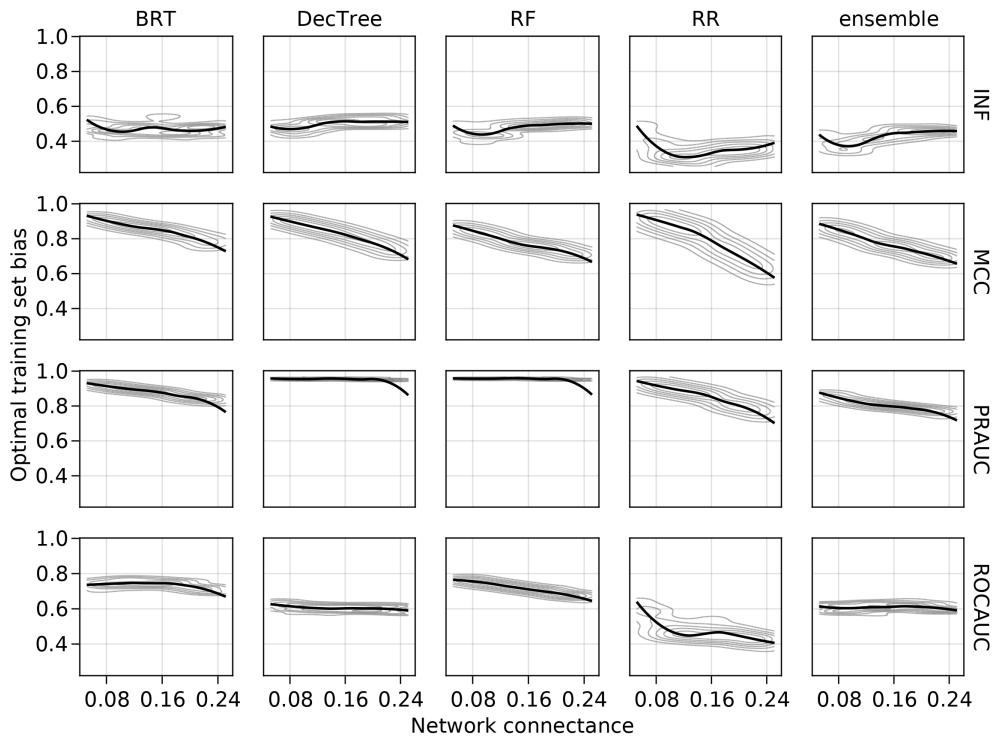 BRT DecTree RF RR ensemble
1.0
0.8
0.6
0.4
INF
1.0
0.8
0.6
0.4
MCC
Optimal training set bias
1.0
0.8
0.6
0.4
PRAUC
1.0
0.8
0.6
0.4
ROCAUC
0.08 0.16 0.24 0.08 0.16 0.24 0.08 0.16 0.24 0.08 0.16 0.24 0.08 0.16 0.24
Network connectance